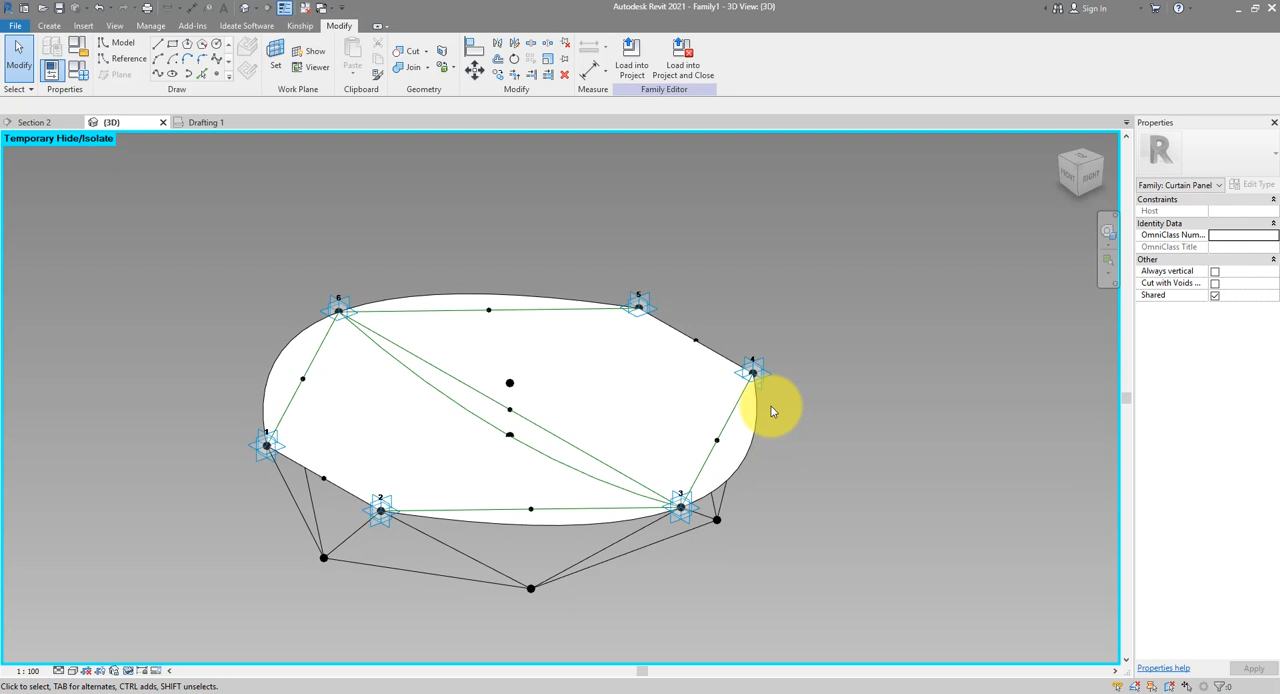 Autodesk Revit 2021 - Family1 - 3D View: {3D}
Sign In
File Create Insert View Manage Add-Ins Ideate Software Kinship Modify
Modify
Select
Properties
Model
Reference
Plane
Draw
Set
Show
Viewer
Work Plane
Paste
Clipboard
Cut
Join
Geometry
Modify
Measure
Load into
Project
Load into
Project and Close
Family Editor
Section 2
{3D}
Drafting 1
Temporary Hide/Isolate
TOP
FRONT
RIGHT
6
5
4
1
2
3
Properties
Family: Curtain Panel
Edit Type
Constraints
Host
Identity Data
OmniClass Num...
OmniClass Title
Other
Always vertical
Cut with Voids ...
Shared
Properties help
Apply
1 : 100
Click to select, TAB for alternates, CTRL adds, SHIFT unselects.
:0